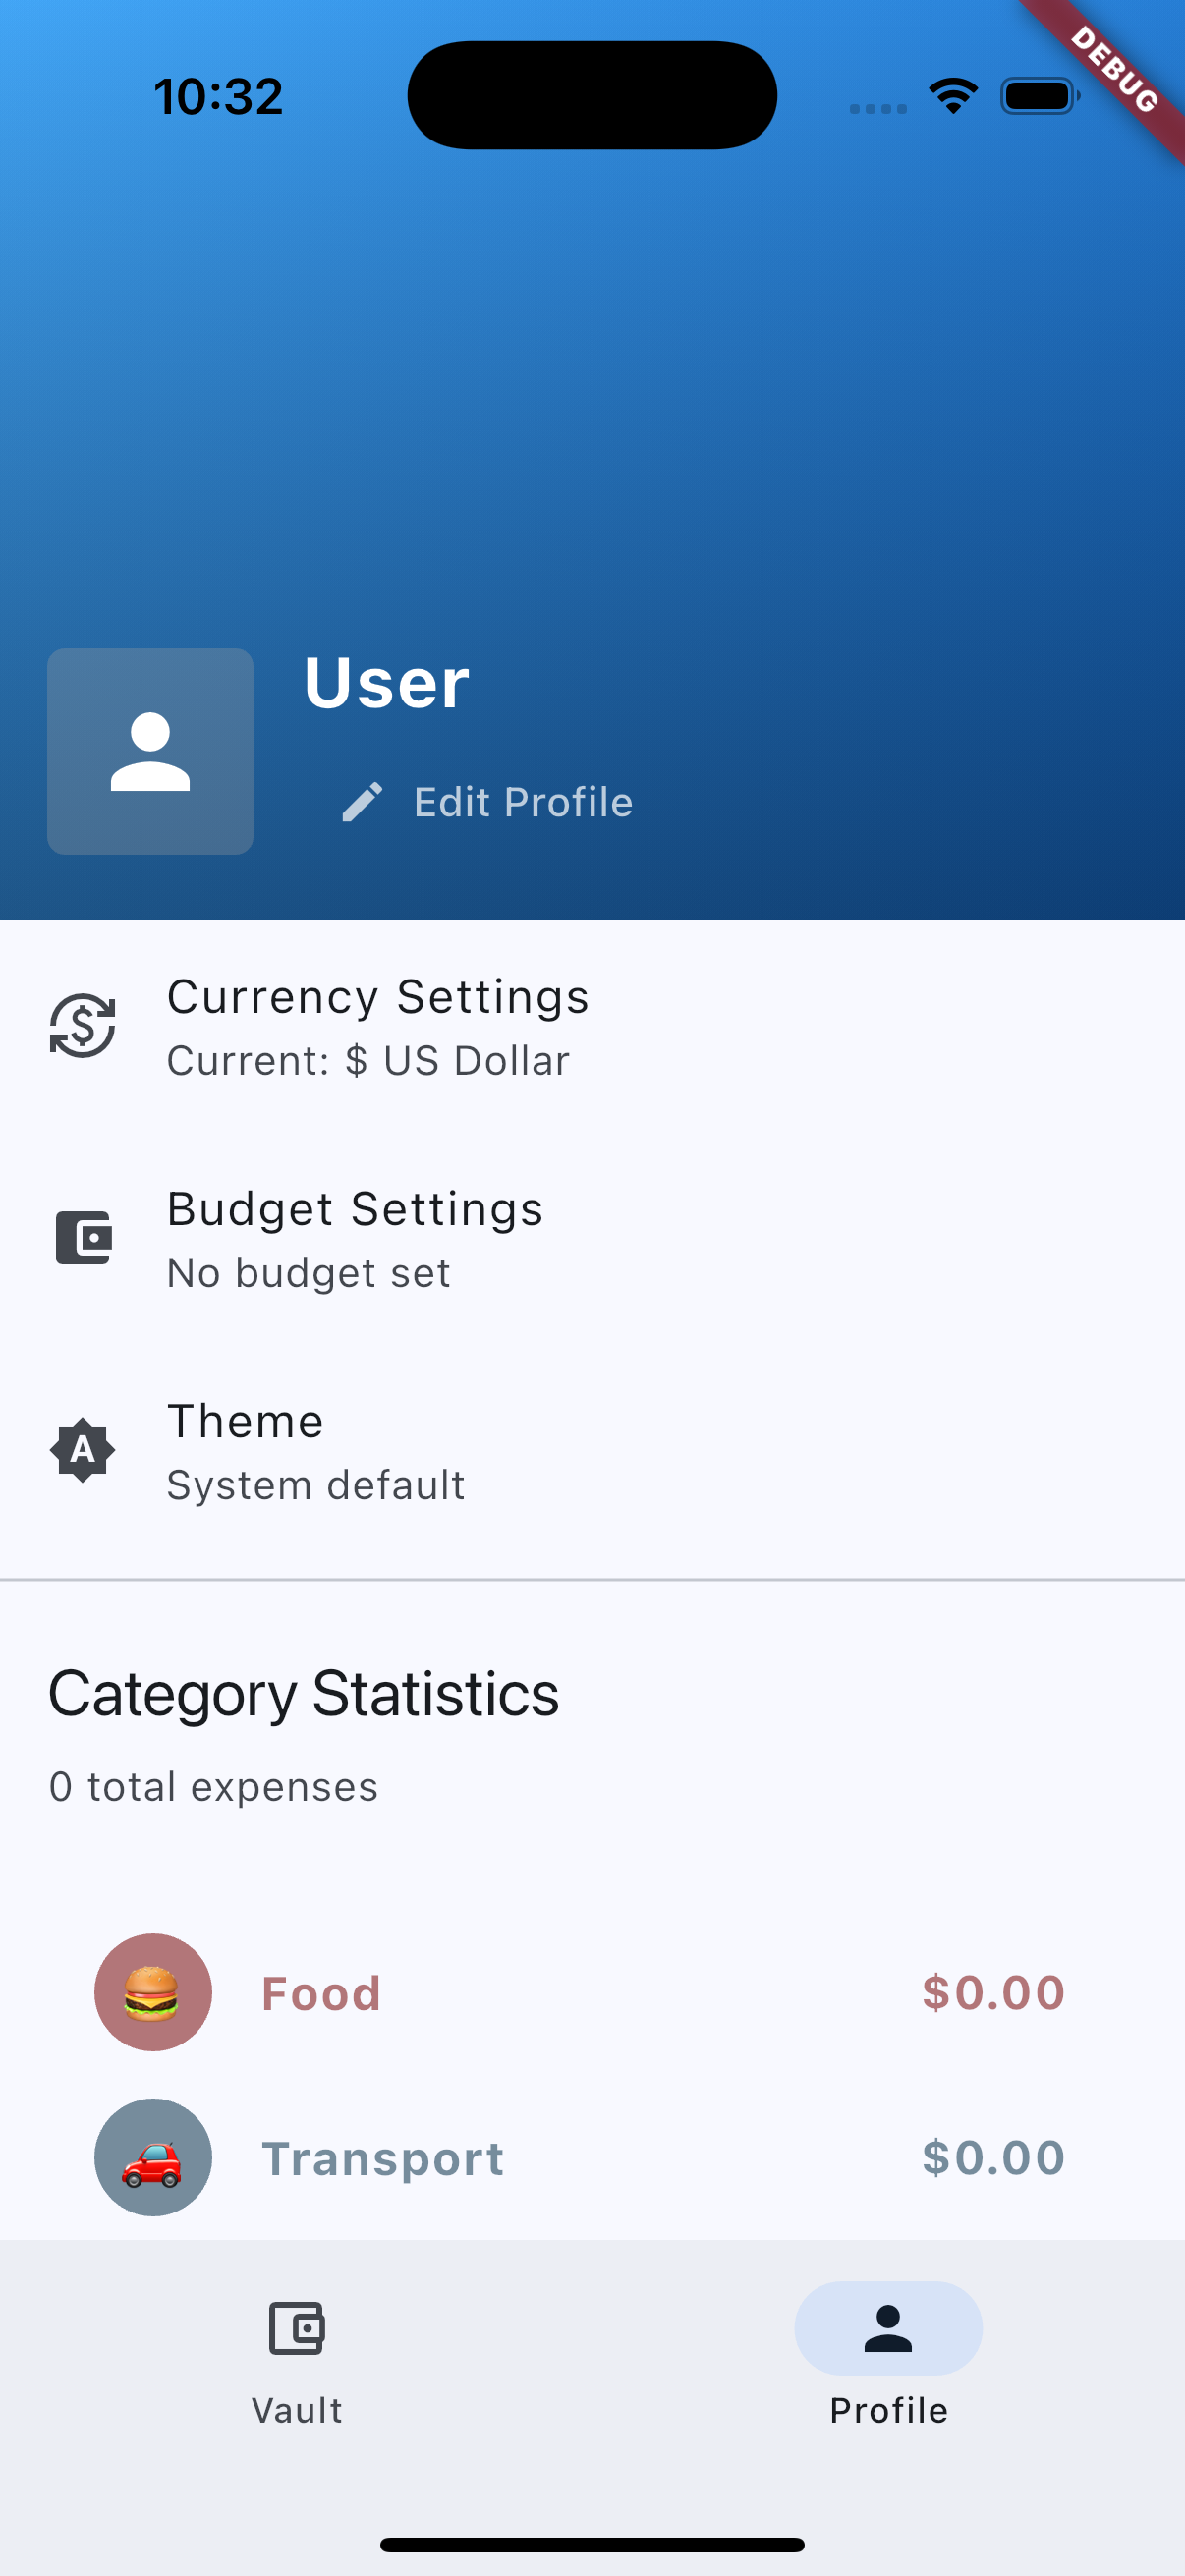 10:32
DEBUG
User
Edit Profile
Currency Settings
Current: $ US Dollar
Budget Settings
No budget set
A
Theme
System default
Category Statistics
0 total expenses
Food $0.00
Transport $0.00
Vault
Profile